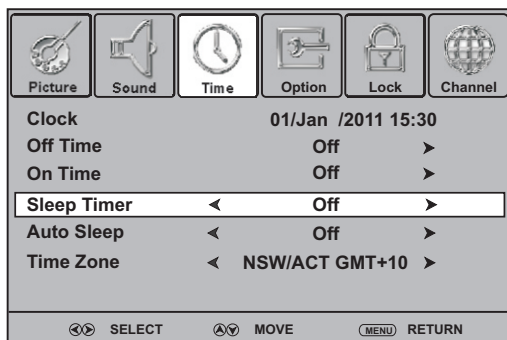 Picture Sound Time Option Lock Channel
Clock 01/Jan /2011 15:30
Off Time Off
On Time Off
Sleep Timer Off
Auto Sleep Off
Time Zone NSW/ACT GMT+10
SELECT MOVE MENU RETURN